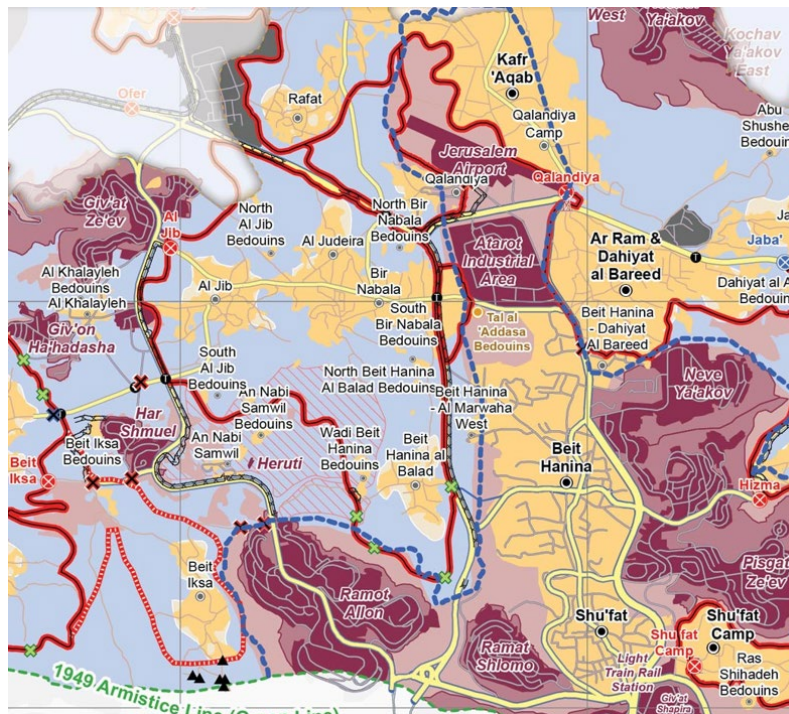 West
Ya'akov
Kochav
Ya'akov
East
Kafr
'Aqab
Ofer
Rafat
Qalandiya
Camp
Abu
Bedouin
Jerusalem
Airport
Qalandiya
Qalandiya
Giv'at
Ze'ev
Al
Jib
North
Al Jib
Bedouins
Al Judeira
North Bir
Nabala
Bedouins
Atarot
Industrial
Area
Ar Ram &
Dahiyat
al Bareed
Jaba'
Al Khalayleh
Bedouins
Al Khalayleh
Al Jib
Bir
Nabala
South
Bir Nabala
Bedouins
Tal al
'Addasa
Bedouins
Beit Hanina
- Dahiyat
Al Bareed
Dahiyat al A
Bedouin
Giv'on
Ha'hadasha
South
Al Jib
Bedouins
North Beit Hanina
Al Balad Bedouins
Neve
Ya'akov
An Nabi
Samwil
Bedouins
Beit Hanina
- Al Marwaha
West
Har
Shmuel
Beit Iksa
Bedouins
An Nabi
Samwil
Heruti
Wadi Beit
Hanina
Bedouins
Beit
Hanina al
Balad
Beit
Hanina
Beit
Iksa
Hizma
Pisgat
Ze'ev
Beit
Iksa
Ramot
Allon
Shu'fat
Shu'fat
Camp
Shu'fat
Camp
Ramat
Shlomo
Light
Train Rail
Station
Ras
Shihadeh
Bedouins
Giv'at
Shapira
1949 Armistice Line (Green Line)